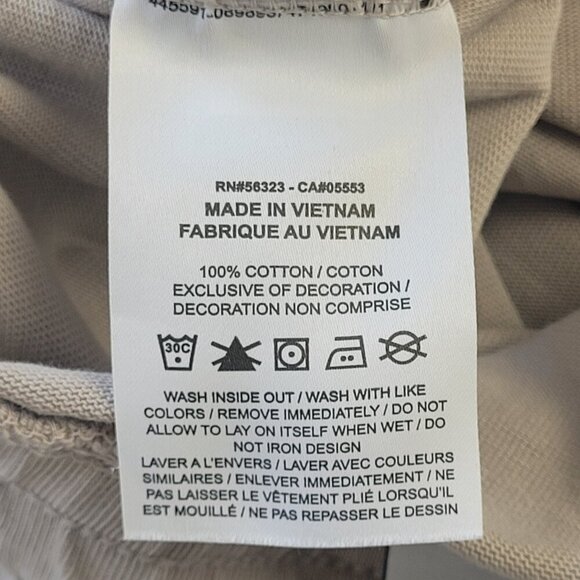 RN#56323 - CA#05553
MADE IN VIETNAM
FABRIQUE AU VIETNAM
100% COTTON / COTON
EXCLUSIVE OF DECORATION /
DECORATION NON COMPRISE
30C
WASH INSIDE OUT / WASH WITH LIKE
COLORS / REMOVE IMMEDIATELY / DO NOT
ALLOW TO LAY ON ITSELF WHEN WET / DO
NOT IRON DESIGN
LAVER A L'ENVERS / LAVER AVEC COULEURS
SIMILAIRES / ENLEVER IMMEDIATEMENT / NE
PAS LAISSER LE VÊTEMENT PLIÉ LORSQU'IL
EST MOUILLÉ / NE PAS REPASSER LE DESSIN